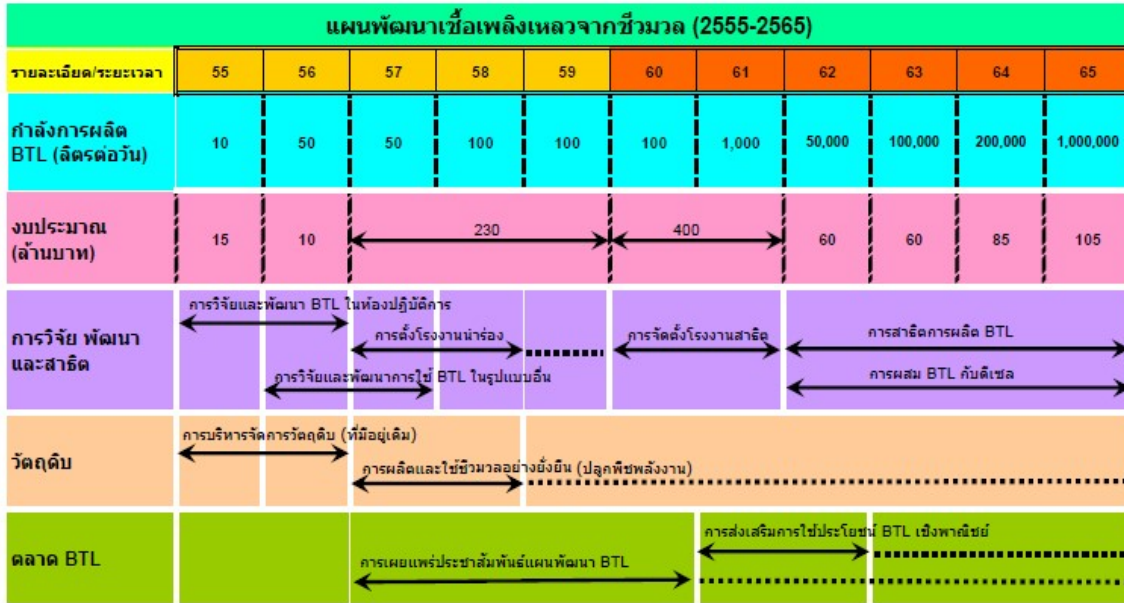 แผนพัฒนาเชื้อเพลิงเหลวจากชีวมวล (2555-2565)
รายละเอียด/ระยะเวลา 55 56 57 58 59 60 61 62 63 64 65
กำลังการผลิต
BTL (ลิตรต่อวัน)
10 50 50 100 100 100 1,000 50,000 100,000 200,000 1,000,000
งบประมาณ
(ล้านบาท)
15 10 230 400 60 60 85 105
การวิจัย พัฒนา
และสาธิต
การวิจัยและพัฒนา BTL ในห้องปฏิบัติการ
การตั้งโรงงานนำร่อง
การจัดตั้งโรงงานสาธิต
การสาธิตการผลิต BTL
การวิจัยและพัฒนาการใช้ BTL ในรูปแบบอื่น
การผสม BTL กับดีเซล
วัตถุดิบ
การบริหารจัดการวัตถุดิบ (ที่มีอยู่เดิม)
การผลิตและใช้ชีวมวลอย่างยั่งยืน (ปลูกพืชพลังงาน)
ตลาด BTL
การส่งเสริมการใช้ประโยชน์ BTL เชิงพาณิชย์
การเผยแพร่ประชาสัมพันธ์แผนพัฒนา BTL